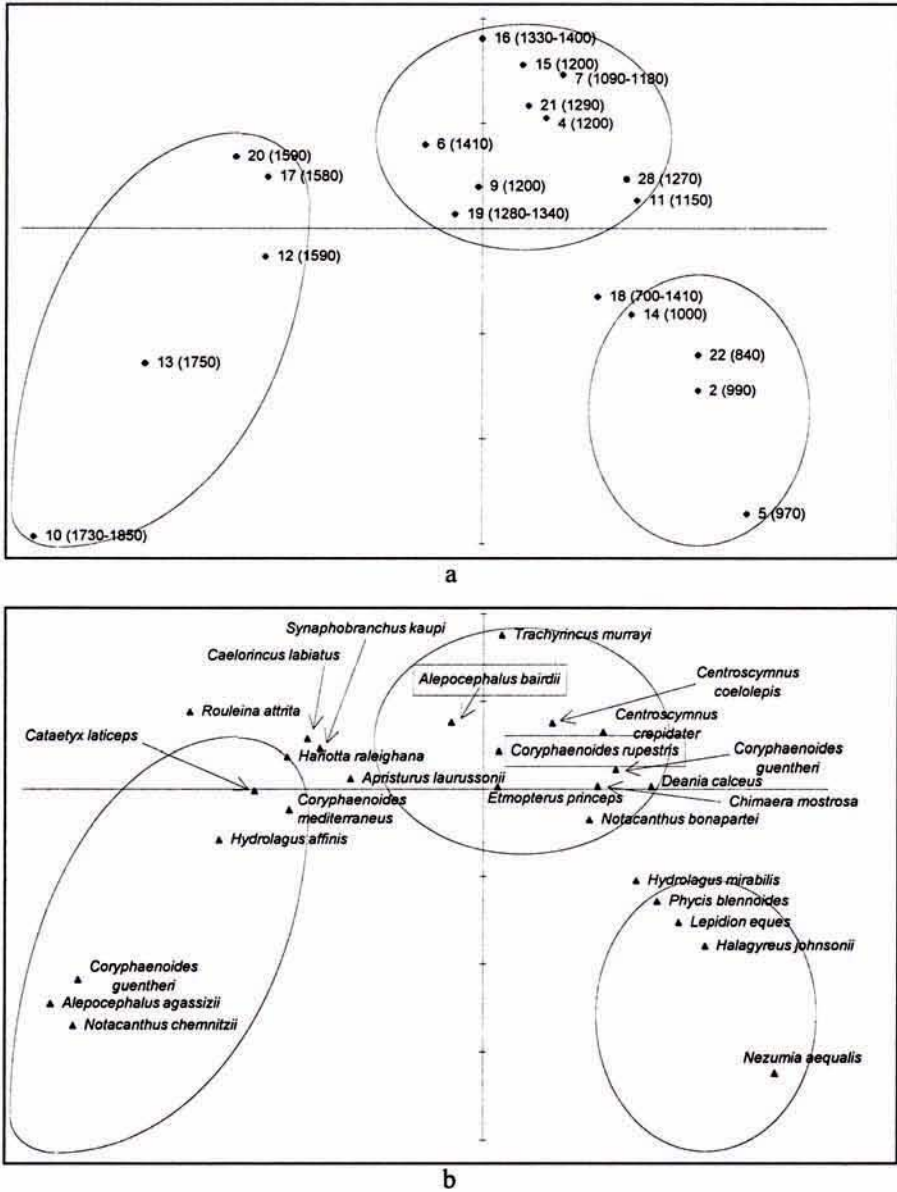 16 (1330-1400)
15 (1200)
7 (1090-1180)
21 (1290)
4 (1200)
6 (1410)
20 (1590)
17 (1580)
9 (1200)
28 (1270)
11 (1150)
19 (1280-1340)
12 (1590)
18 (700-1410)
14 (1000)
22 (840)
13 (1750)
2 (990)
5 (970)
10 (1730-1850)
a
Synaphobranchus kaupi
Trachyrincus murrayi
Caelorincus labiatus
Alepocephalus bairdii
Centroscymnus
coelolepis
Rouleina attrita
Centroscymnus
crepidater
Cataetyx laticeps
Hariotta raleighana
Coryphaenoides rupestris
Coryphaenoides
guentheri
Apristurus laurussonii
Deania calceus
Etmopterus princeps
Chimaera mostrosa
Coryphaenoides
mediterraneus
Notacanthus bonapartei
Hydrolagus affinis
Hydrolagus mirabilis
Phycis blennoides
Lepidion eques
Halagyreus johnsonii
Coryphaenoides
guentheri
Alepocephalus agassizii
Notacanthus chemnitzii
Nezumia aequalis
b